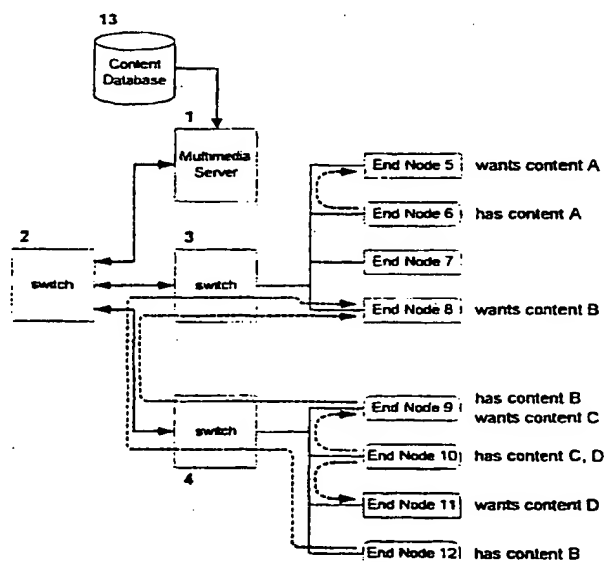 13
Content
Database
1
Multimedia
Server
2
switch
3
switch
End Node 5 wants content A
End Node 6 has content A
End Node 7
End Node 8 wants content B
switch
4
End Node 9 has content B
wants content C
End Node 10 has content C, D
End Node 11 wants content D
End Node 12 has content B